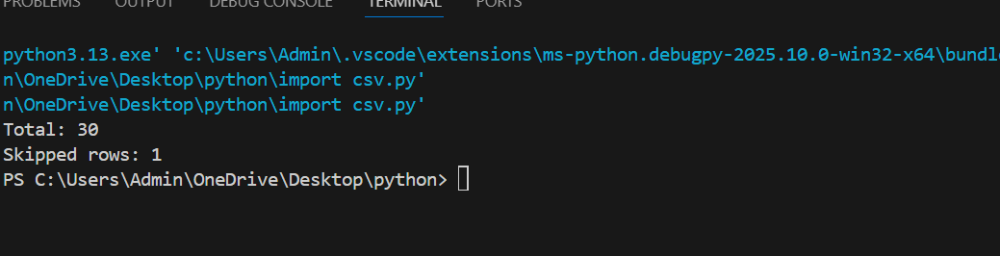 PROBLEMS OUTPUT DEBUG CONSOLE TERMINAL PORTS
python3.13.exe' 'c:\Users\Admin\.vscode\extensions\ms-python.debugpy-2025.10.0-win32-x64\bundle
n\OneDrive\Desktop\python\import csv.py'
n\OneDrive\Desktop\python\import csv.py'
Total: 30
Skipped rows: 1
PS C:\Users\Admin\OneDrive\Desktop\python>